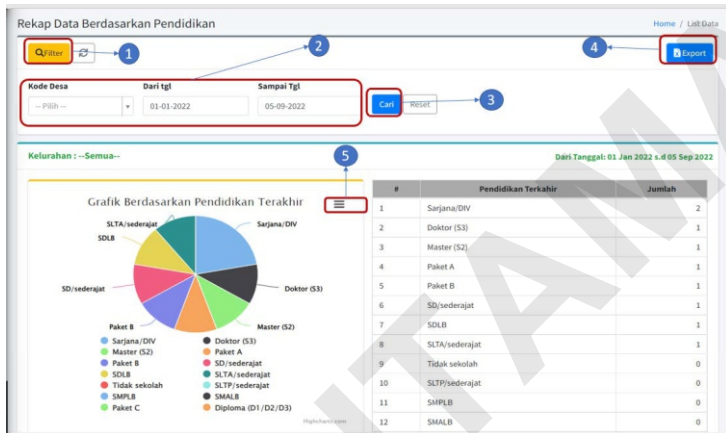 Rekap Data Berdasarkan Pendidikan
Home / List Data
Filter
1
2
4
Export
Kode Desa
Dari tgl
Sampai Tgl
-- Pilih --
01-01-2022
05-09-2022
Cari
Reset
3
Kelurahan : --Semua--
5
Dari Tanggal: 01 Jan 2022 s.d 05 Sep 2022
Grafik Berdasarkan Pendidikan Terakhir
SLTA/sederajat
Sarjana/DIV
SDLB
SD/sederajat
Doktor (S3)
Paket B
Master (S2)
Sarjana/DIV
Doktor (S3)
Master (S2)
Paket A
Paket B
SD/sederajat
SDLB
SLTA/sederajat
Tidak sekolah
SLTP/sederajat
SMPLB
SMALB
Paket C
Diploma (D1/D2/D3)
Highcharts.com
# Pendidikan Terkahir Jumlah
1 Sarjana/DIV 2
2 Doktor (S3) 1
3 Master (S2) 1
4 Paket A 1
5 Paket B 1
6 SD/sederajat 1
7 SDLB 1
8 SLTA/sederajat 1
9 Tidak sekolah 0
10 SLTP/sederajat 0
11 SMPLB 0
12 SMALB 0